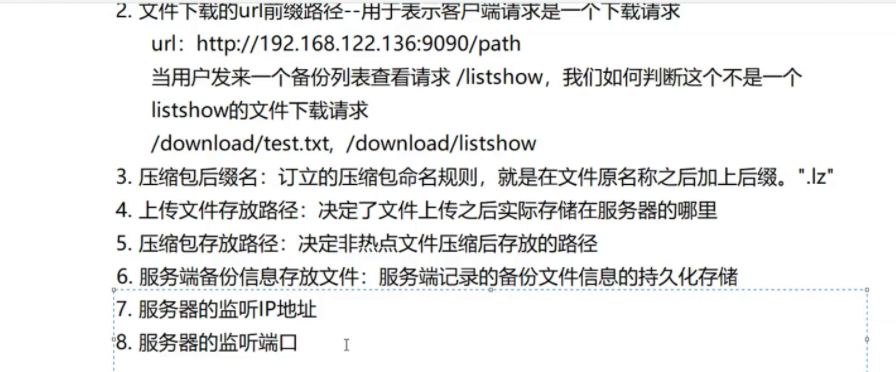 2. 文件下载的url前缀路径--用于表示客户端请求是一个下载请求
url：http://192.168.122.136:9090/path
当用户发来一个备份列表查看请求 /listshow，我们如何判断这个不是一个
listshow的文件下载请求
/download/test.txt，/download/listshow
3. 压缩包后缀名：订立的压缩包命名规则，就是在文件原名称之后加上后缀。".lz"
4. 上传文件存放路径：决定了文件上传之后实际存储在服务器的哪里
5. 压缩包存放路径：决定非热点文件压缩后存放的路径
6. 服务端备份信息存放文件：服务端记录的备份文件信息的持久化存储
7. 服务器的监听IP地址
8. 服务器的监听端口